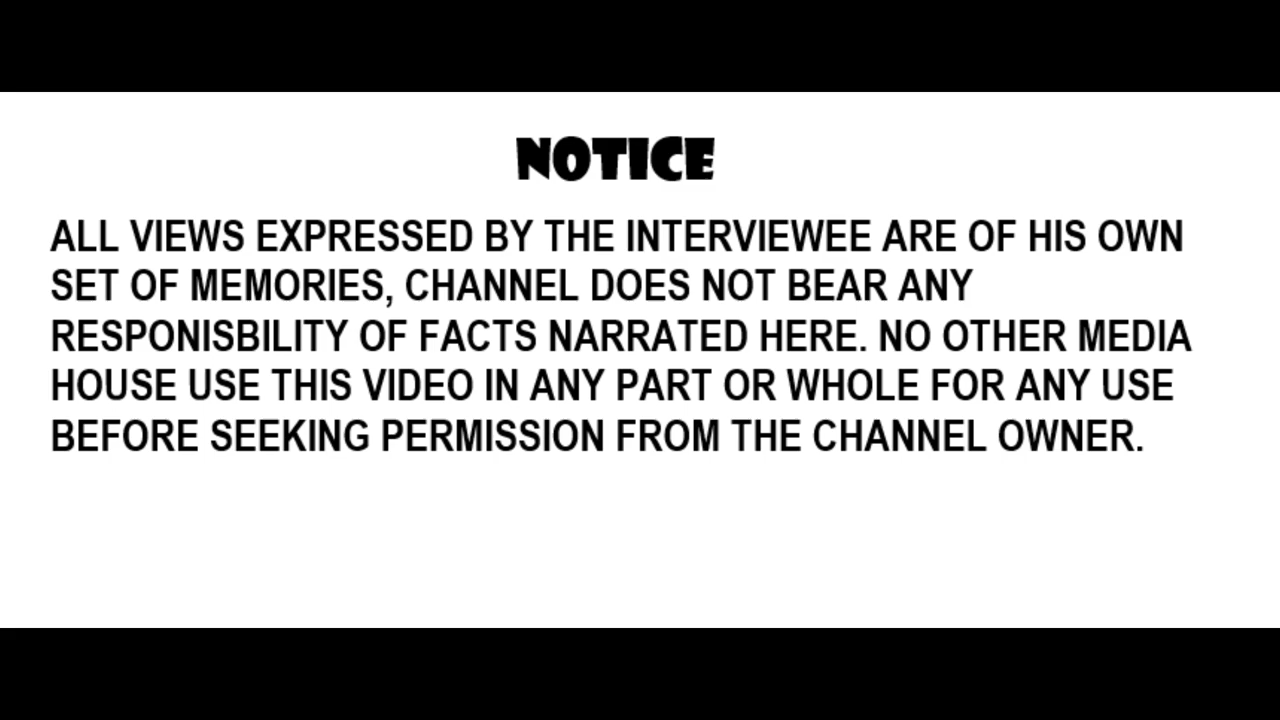 NOTICE
ALL VIEWS EXPRESSED BY THE INTERVIEWEE ARE OF HIS OWN
SET OF MEMORIES, CHANNEL DOES NOT BEAR ANY
RESPONISBILITY OF FACTS NARRATED HERE. NO OTHER MEDIA
HOUSE USE THIS VIDEO IN ANY PART OR WHOLE FOR ANY USE
BEFORE SEEKING PERMISSION FROM THE CHANNEL OWNER.